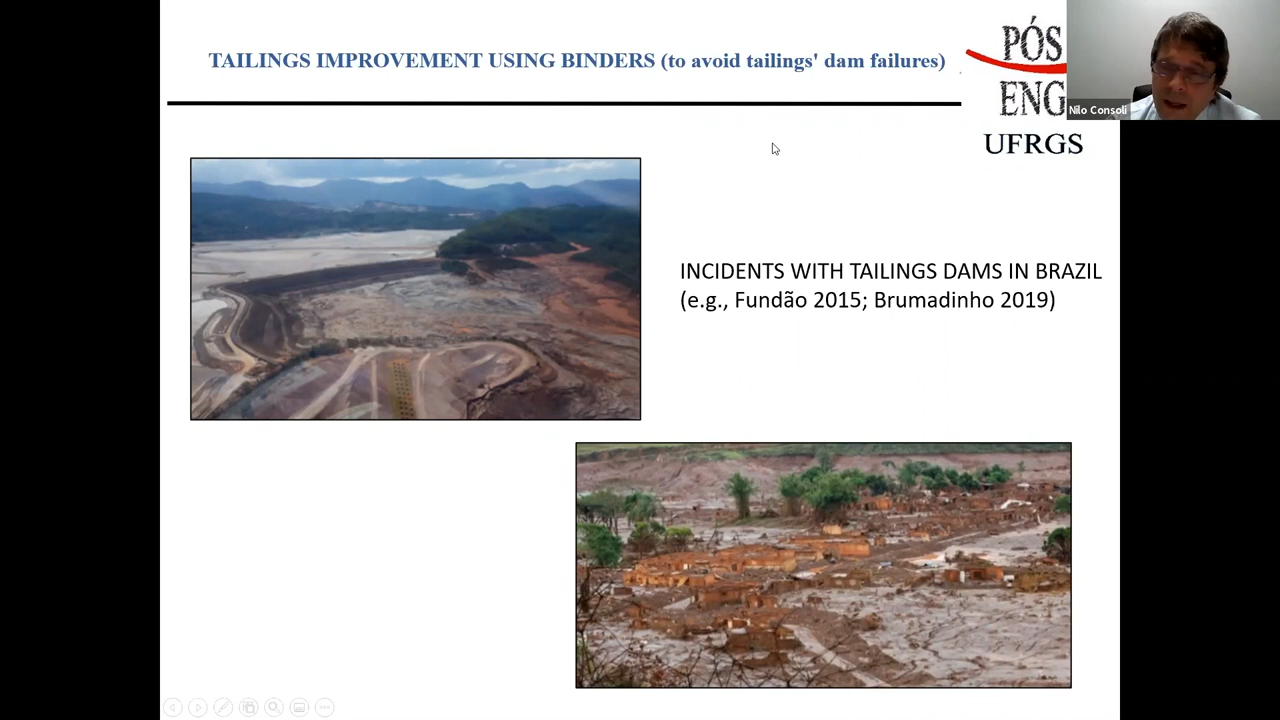 TAILINGS IMPROVEMENT USING BINDERS (to avoid tailings' dam failures)
PÓS
ENG
UFRGS
Nilo Consoli
INCIDENTS WITH TAILINGS DAMS IN BRAZIL
(e.g., Fundão 2015; Brumadinho 2019)